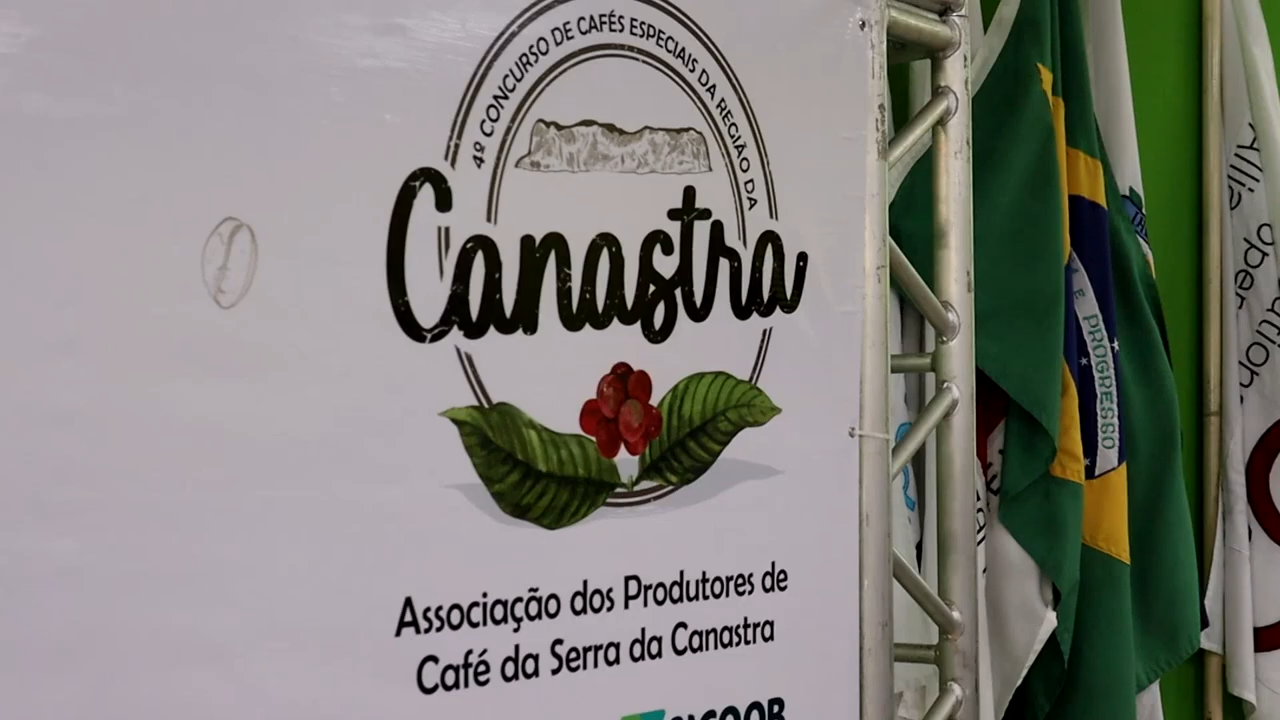 4º CONCURSO DE CAFÉS ESPECIAIS DA REGIÃO DA
Canastra
Associação dos Produtores de
Café da Serra da Canastra
E PROGRESSO